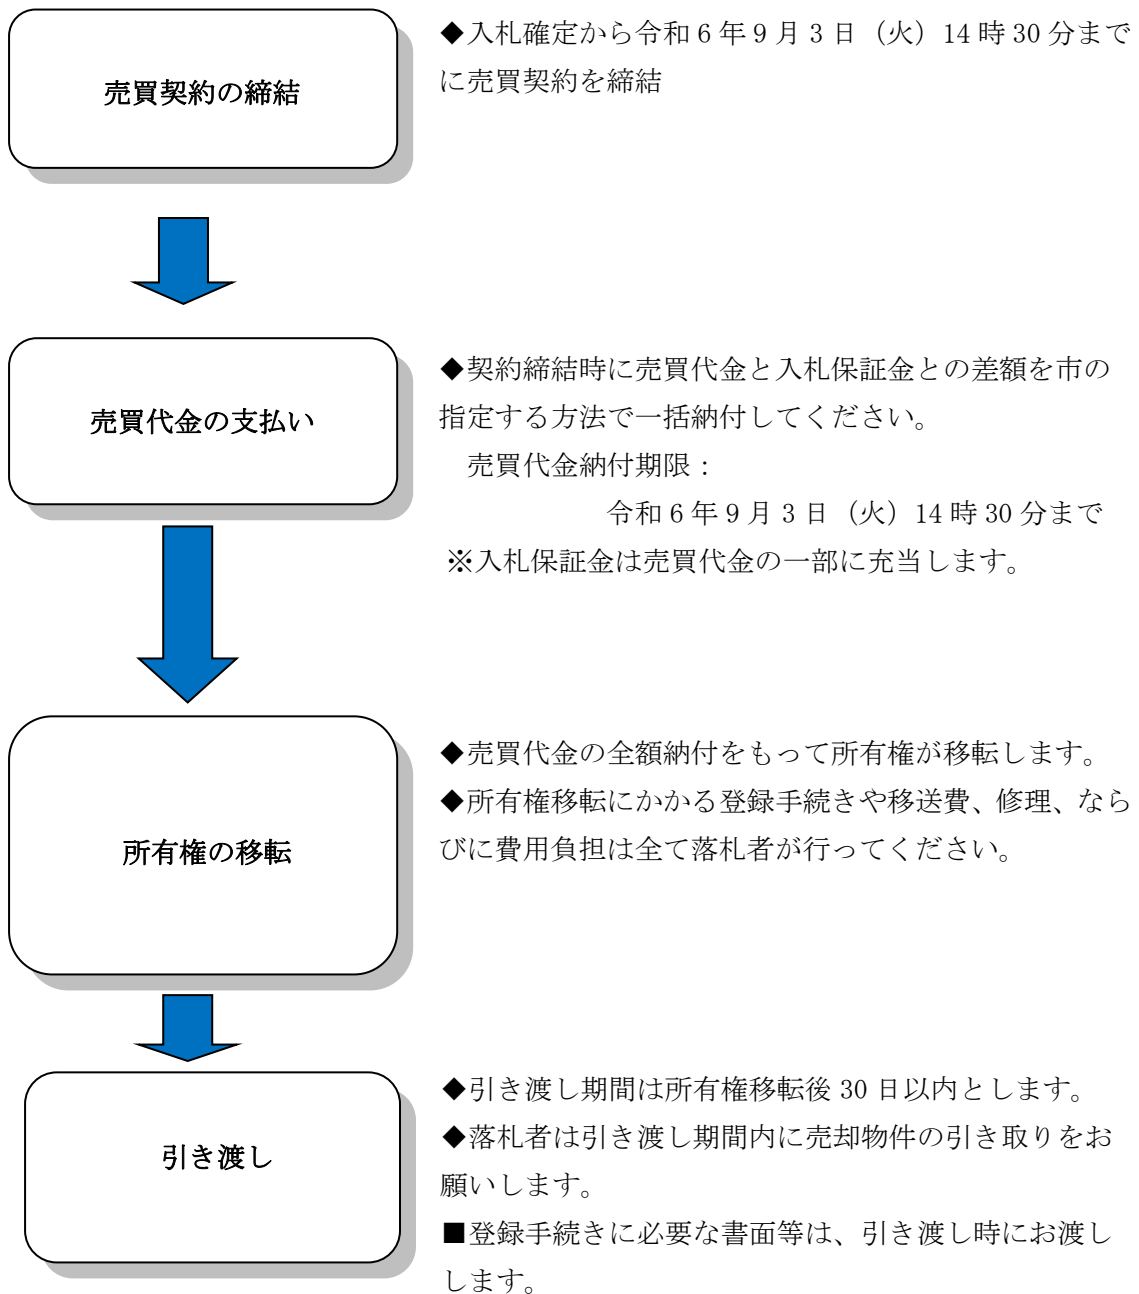 売買契約の締結
◆入札確定から令和6年9月3日（火）14時30分まで
に売買契約を締結
売買代金の支払い
◆契約締結時に売買代金と入札保証金との差額を市の
指定する方法で一括納付してください。
売買代金納付期限：
令和6年9月3日（火）14時30分まで
※入札保証金は売買代金の一部に充当します。
所有権の移転
◆売買代金の全額納付をもって所有権が移転します。
◆所有権移転にかかる登録手続きや移送費、修理、なら
びに費用負担は全て落札者が行ってください。
引き渡し
◆引き渡し期間は所有権移転後30日以内とします。
◆落札者は引き渡し期間内に売却物件の引き取りをお
願いします。
■登録手続きに必要な書面等は、引き渡し時にお渡し
します。